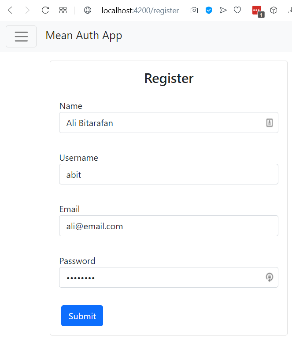 localhost:4200/register
Mean Auth App
Register
Name
Ali Bitarafan
Username
abit
Email
ali@email.com
Password
••••••••
Submit